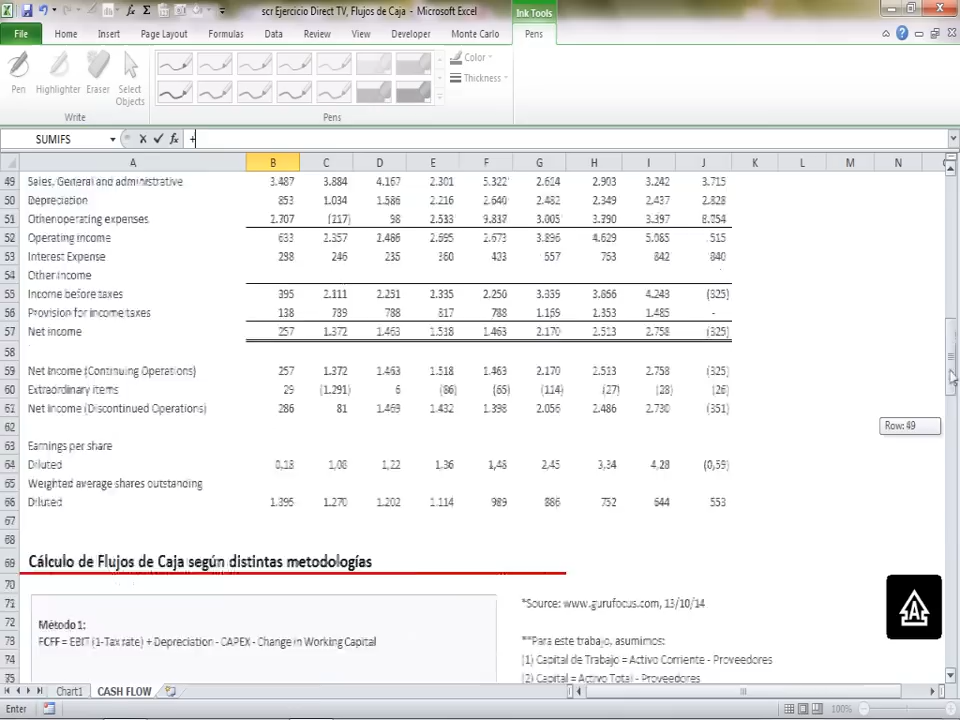 scr Ejercicio Direct TV, Flujos de Caja - Microsoft Excel
Ink Tools
File Home Insert Page Layout Formulas Data Review View Developer Monte Carlo Pens
Pen Highlighter Eraser Select Objects
Color
Thickness
Write Pens
SUMIFS fx +
A B C D E F G H I J K L M N
49 Sales, General and administrative 3.487 3.884 4.167 2.301 5.322 2.614 2.903 3.242 3.715
50 Depreciation 853 1.034 1.586 2.216 2.640 2.482 2.349 2.437 2.828
51 Other operating expenses 2.707 (217) 98 2.533 9.837 3.005 3.390 3.397 8.054
52 Operating income 633 2.357 2.486 2.695 2.673 3.896 4.629 5.085 515
53 Interest Expense 238 246 235 360 423 557 763 842 840
54 Other Income
55 Income before taxes 395 2.111 2.251 2.335 2.250 3.339 3.866 4.243 (325)
56 Provision for income taxes 138 739 788 817 788 1.169 2.353 1.485 -
57 Net income 257 1.372 1.463 1.518 1.463 2.170 2.513 2.758 (325)
58
59 Net Income (Continuing Operations) 257 1.372 1.463 1.518 1.463 2.170 2.513 2.758 (325)
60 Extraordinary items 29 (1.291) 6 (86) (65) (114) (27) (28) (26)
61 Net Income (Discontinued Operations) 286 81 1.469 1.432 1.398 2.056 2.486 2.730 (351)
62
Row: 49
63 Earnings per share
64 Diluted 0,18 1,08 1,22 1,36 1,48 2,45 3,34 4,28 (0,59)
65 Weighted average shares outstanding
66 Diluted 1.395 1.270 1.202 1.114 989 886 752 644 553
67
68
69 Cálculo de Flujos de Caja según distintas metodologías
70
71 *Source: www.gurufocus.com, 13/10/14
72 Método 1:
73 FCFF = EBIT (1-Tax rate) + Depreciation - CAPEX - Change in Working Capital **Para este trabajo, asumimos:
74 (1) Capital de Trabajo = Activo Corriente - Proveedores
75 (2) Capital = Activo Total - Proveedores
Chart1 CASH FLOW
Enter 100%